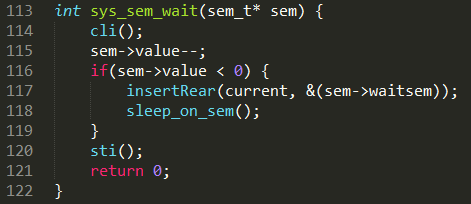 113 int sys_sem_wait(sem_t* sem) {
114     cli();
115     sem->value--;
116     if(sem->value < 0) {
117         insertRear(current, &(sem->waitsem));
118         sleep_on_sem();
119     }
120     sti();
121     return 0;
122 }